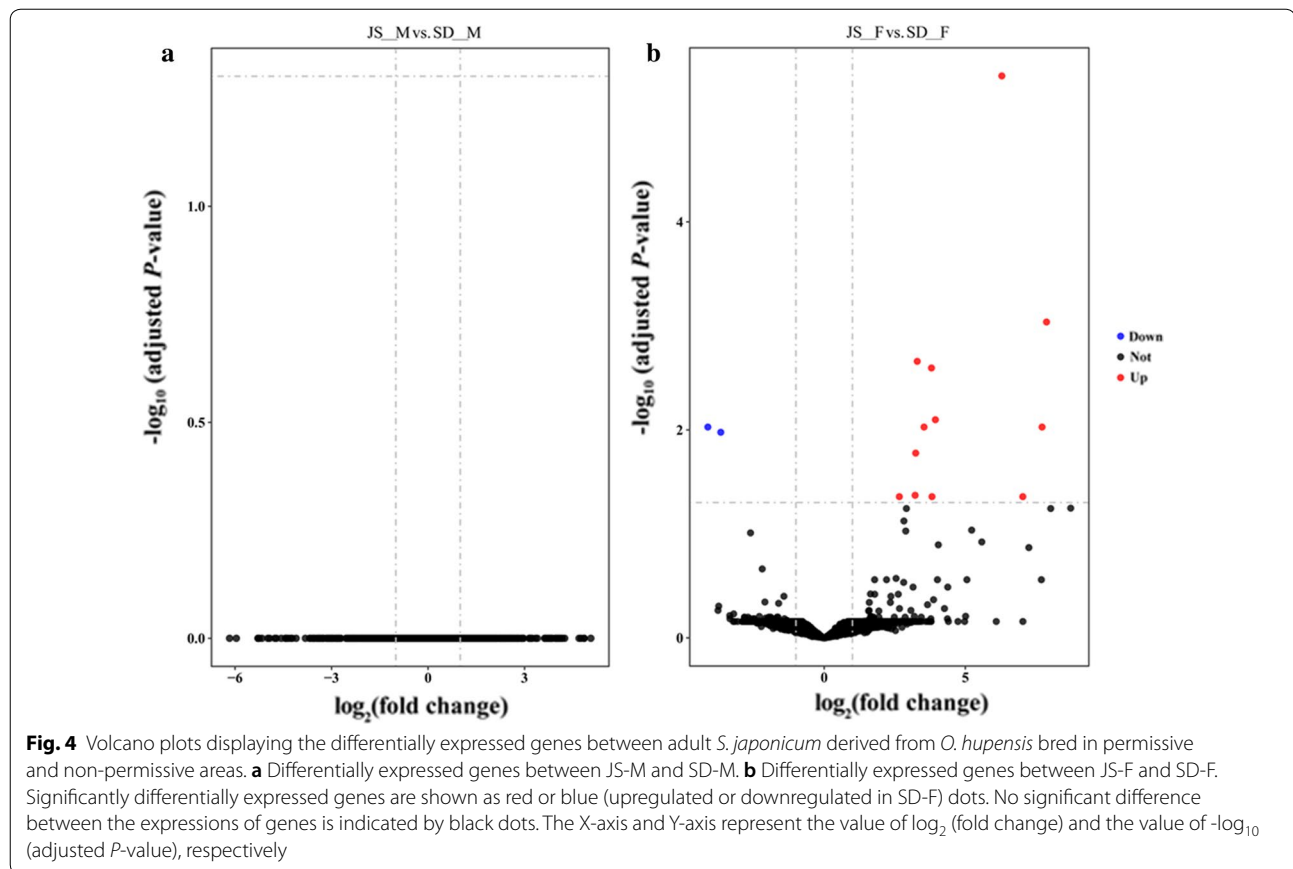 JS_M vs. SD_M
a
-log10 (adjusted P-value)
1.0
0.5
0.0
−6 −3 0 3
log2(fold change)
JS_F vs. SD_F
b
-log10 (adjusted P-value)
4
2
0
0 5
log2(fold change)
Down
Not
Up
Fig. 4 Volcano plots displaying the differentially expressed genes between adult S. japonicum derived from O. hupensis bred in permissive
and non-permissive areas. a Differentially expressed genes between JS-M and SD-M. b Differentially expressed genes between JS-F and SD-F.
Significantly differentially expressed genes are shown as red or blue (upregulated or downregulated in SD-F) dots. No significant difference
between the expressions of genes is indicated by black dots. The X-axis and Y-axis represent the value of log2 (fold change) and the value of -log10
(adjusted P-value), respectively